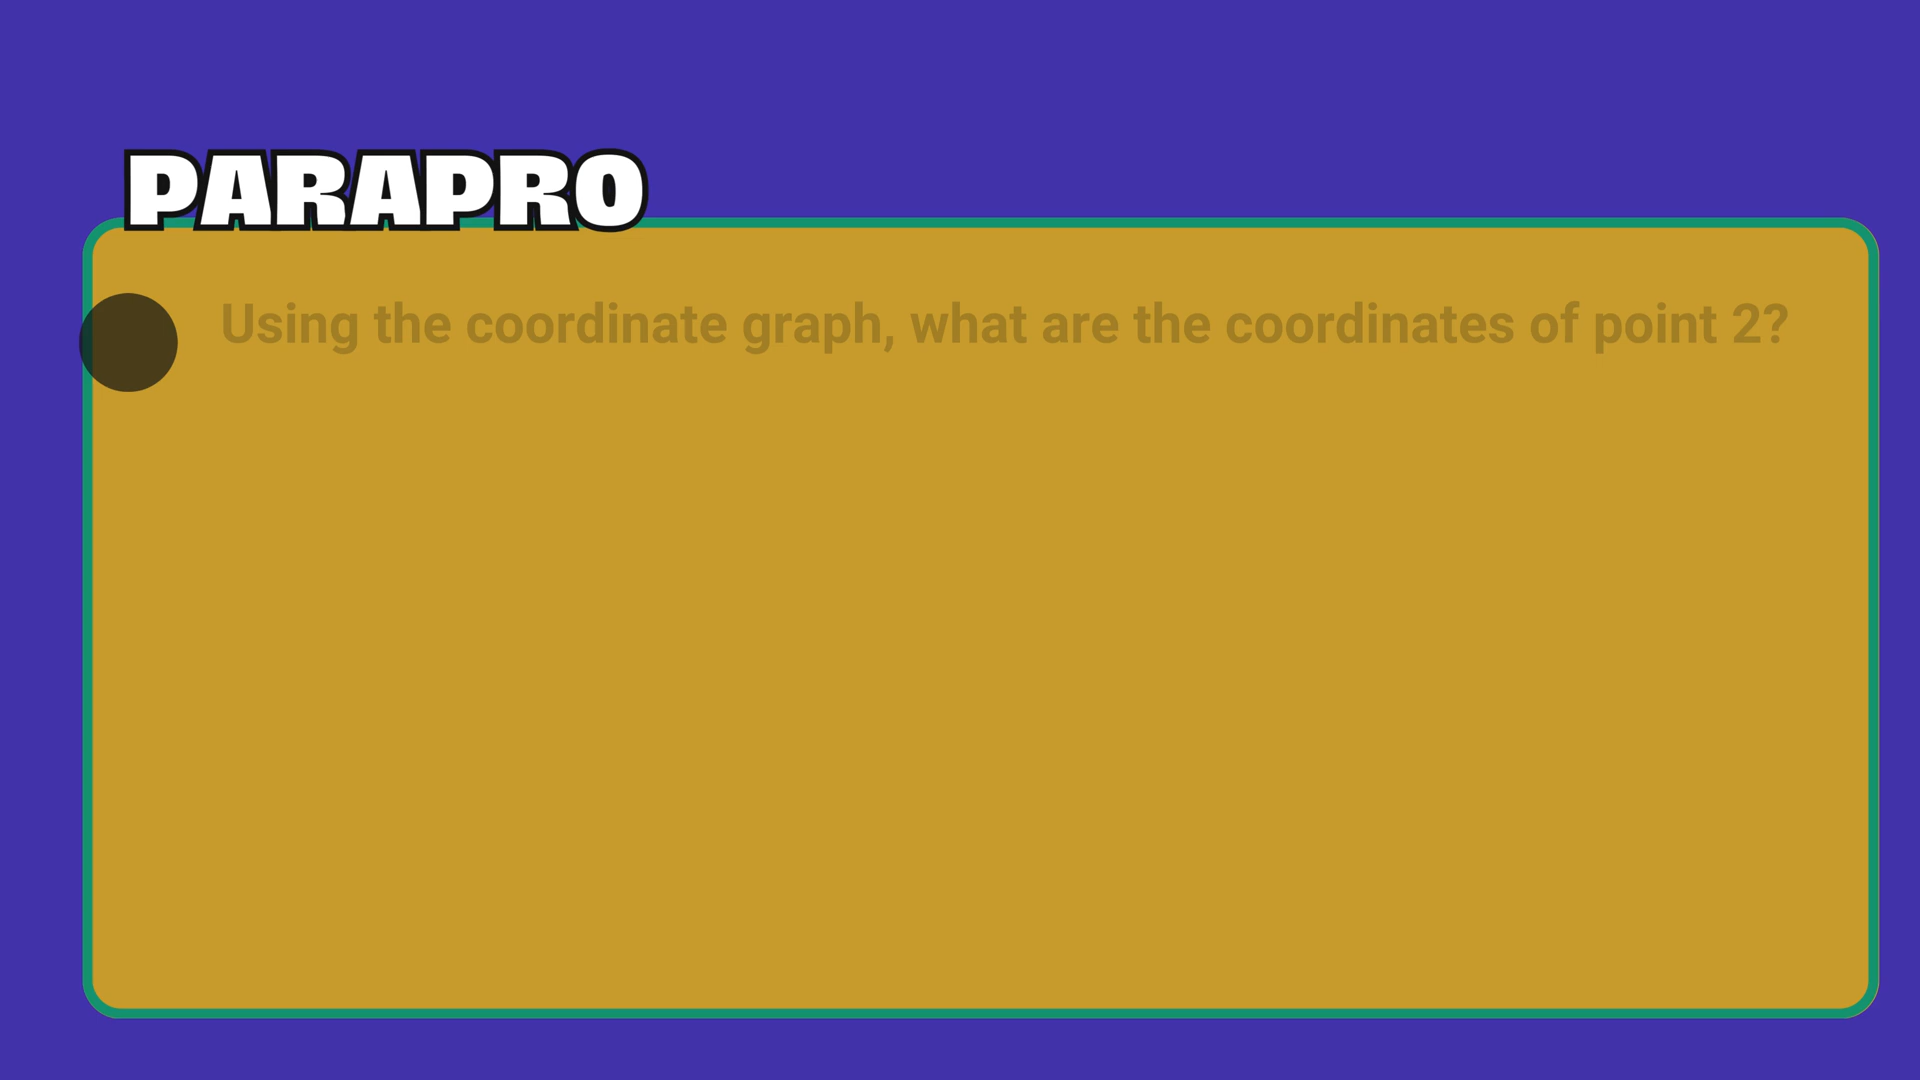 PARAPRO
Using the coordinate graph, what are the coordinates of point 2?